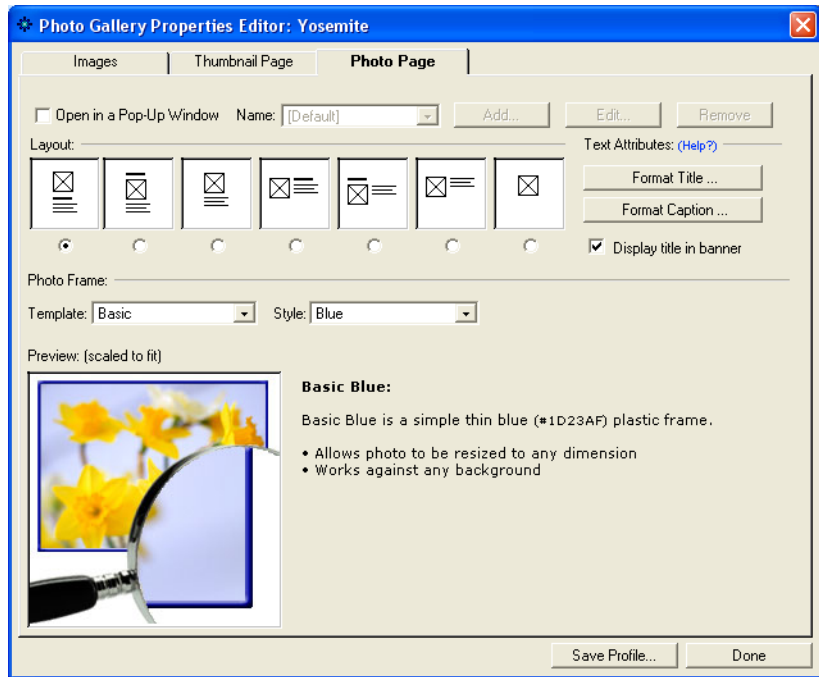 Photo Gallery Properties Editor: Yosemite
Images
Thumbnail Page
Photo Page
Open in a Pop-Up Window
Name:
[Default]
Add...
Edit...
Remove
Layout:
Text Attributes: (Help?)
Format Title ...
Format Caption ...
Display title in banner
Photo Frame:
Template: Basic
Style: Blue
Preview: (scaled to fit)
Basic Blue:
Basic Blue is a simple thin blue (#1D23AF) plastic frame.
• Allows photo to be resized to any dimension
• Works against any background
Save Profile...
Done